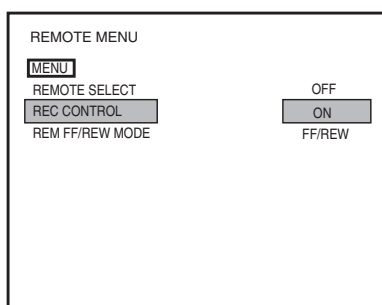 REMOTE MENU
MENU
REMOTE SELECT OFF
REC CONTROL ON
REM FF/REW MODE FF/REW